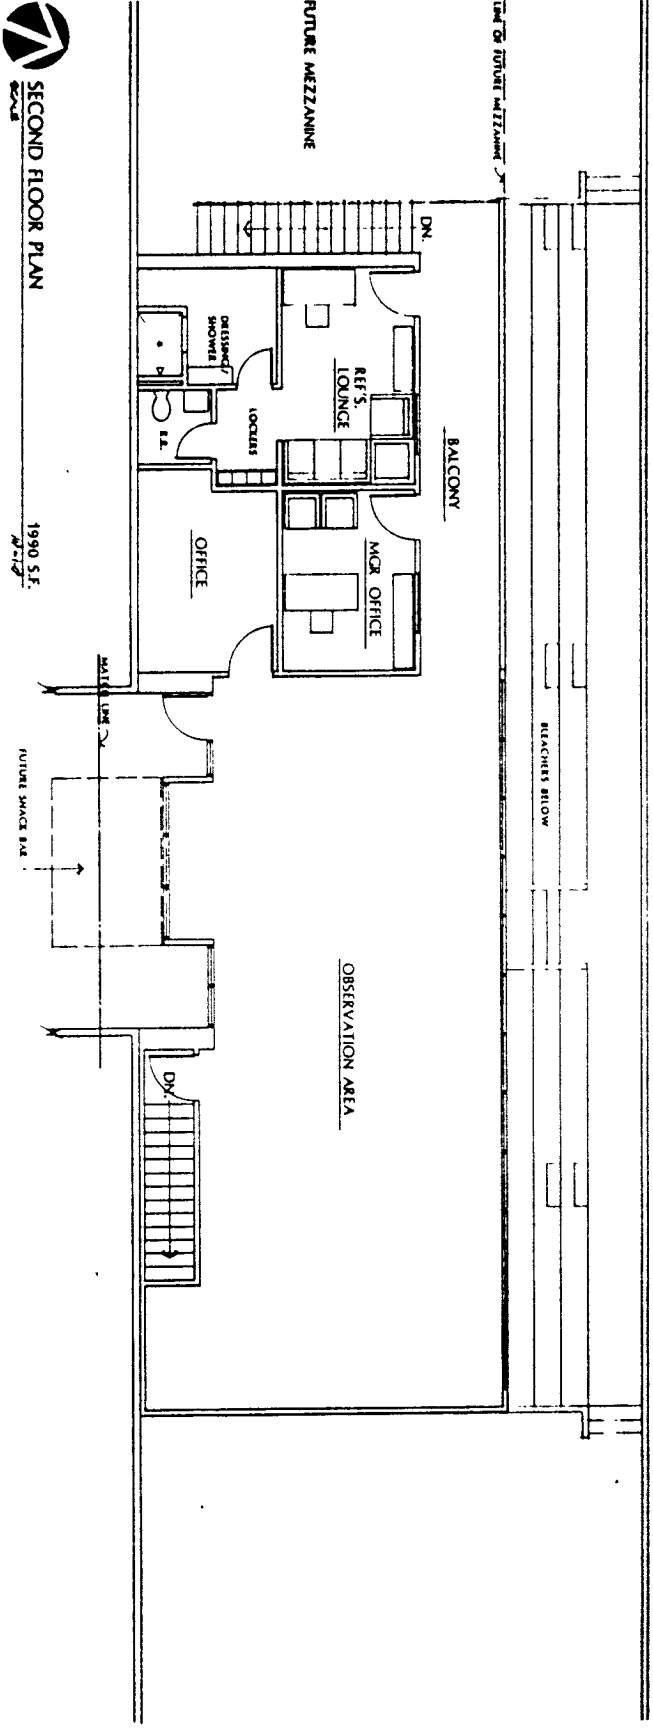 LINE OF FUTURE MEZZANINE
FUTURE MEZZANINE
DN.
BLEACHERS BELOW
BALCONY
REF'S.
LOUNGE
DRESSING/
SHOWER
LOCKERS
R.R.
MGR OFFICE
OFFICE
OBSERVATION AREA
DN.
MATCH LINE
FUTURE SNACK BAR
SECOND FLOOR PLAN
SCALE
1990 S.F.